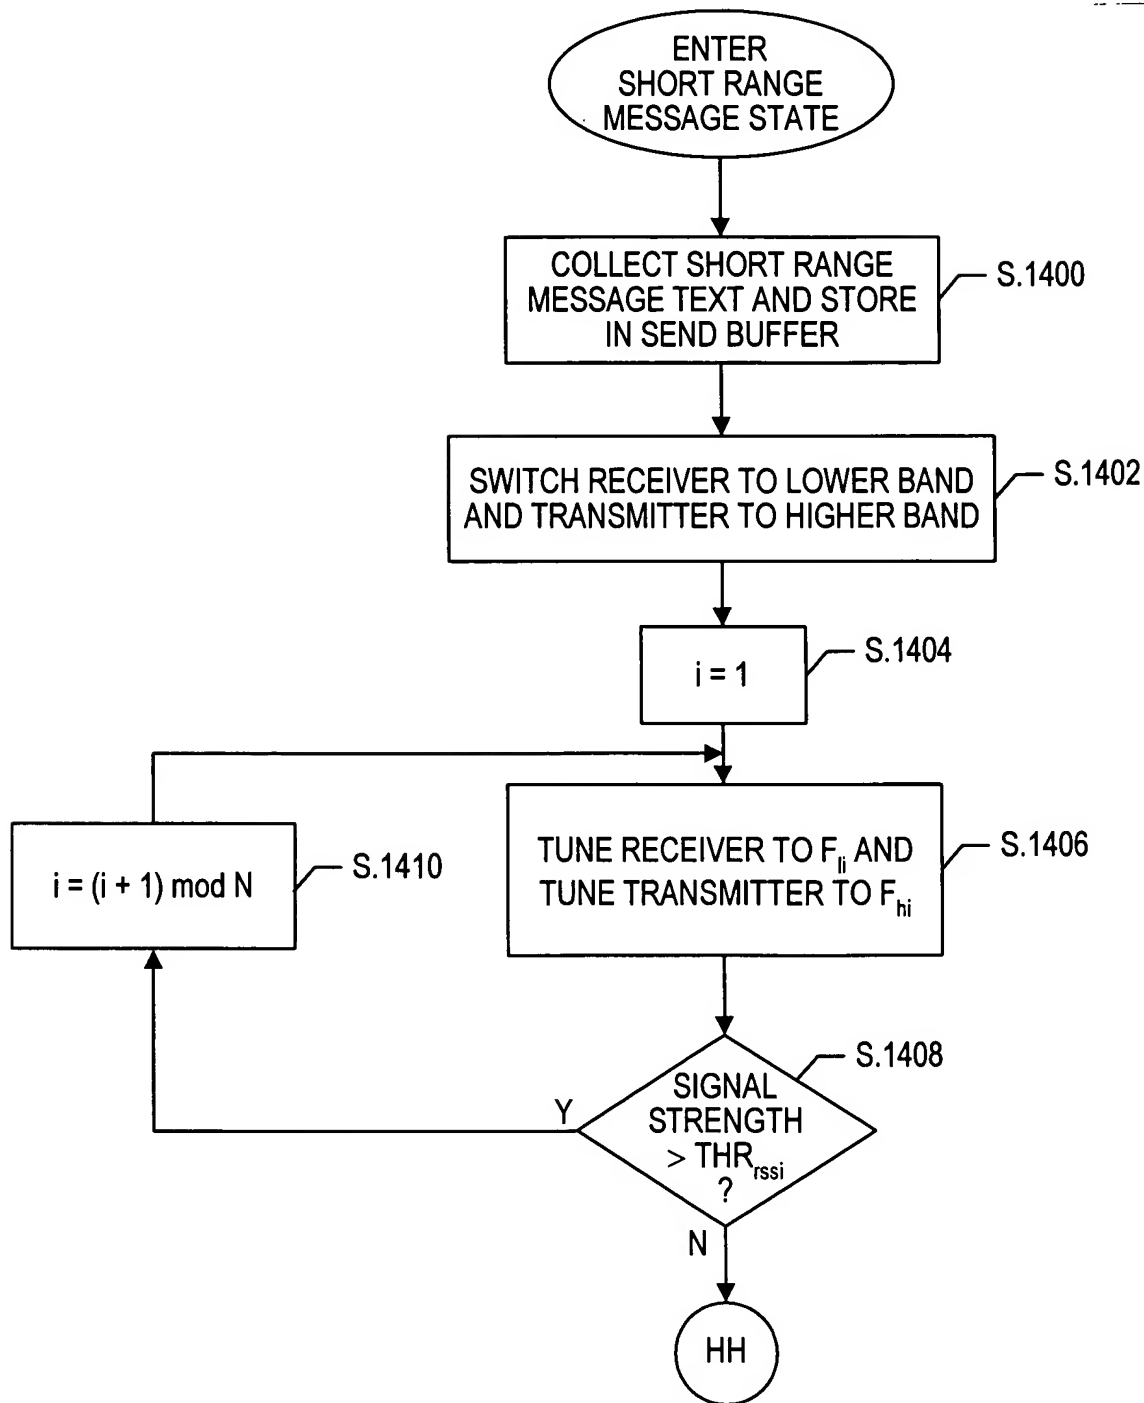 ENTER
SHORT RANGE
MESSAGE STATE
COLLECT SHORT RANGE
MESSAGE TEXT AND STORE
IN SEND BUFFER
S.1400
SWITCH RECEIVER TO LOWER BAND
AND TRANSMITTER TO HIGHER BAND
S.1402
i = 1
S.1404
TUNE RECEIVER TO F_li AND
TUNE TRANSMITTER TO F_hi
S.1406
i = (i + 1) mod N
S.1410
SIGNAL
STRENGTH
> THR_rssi
?
S.1408
Y
N
HH